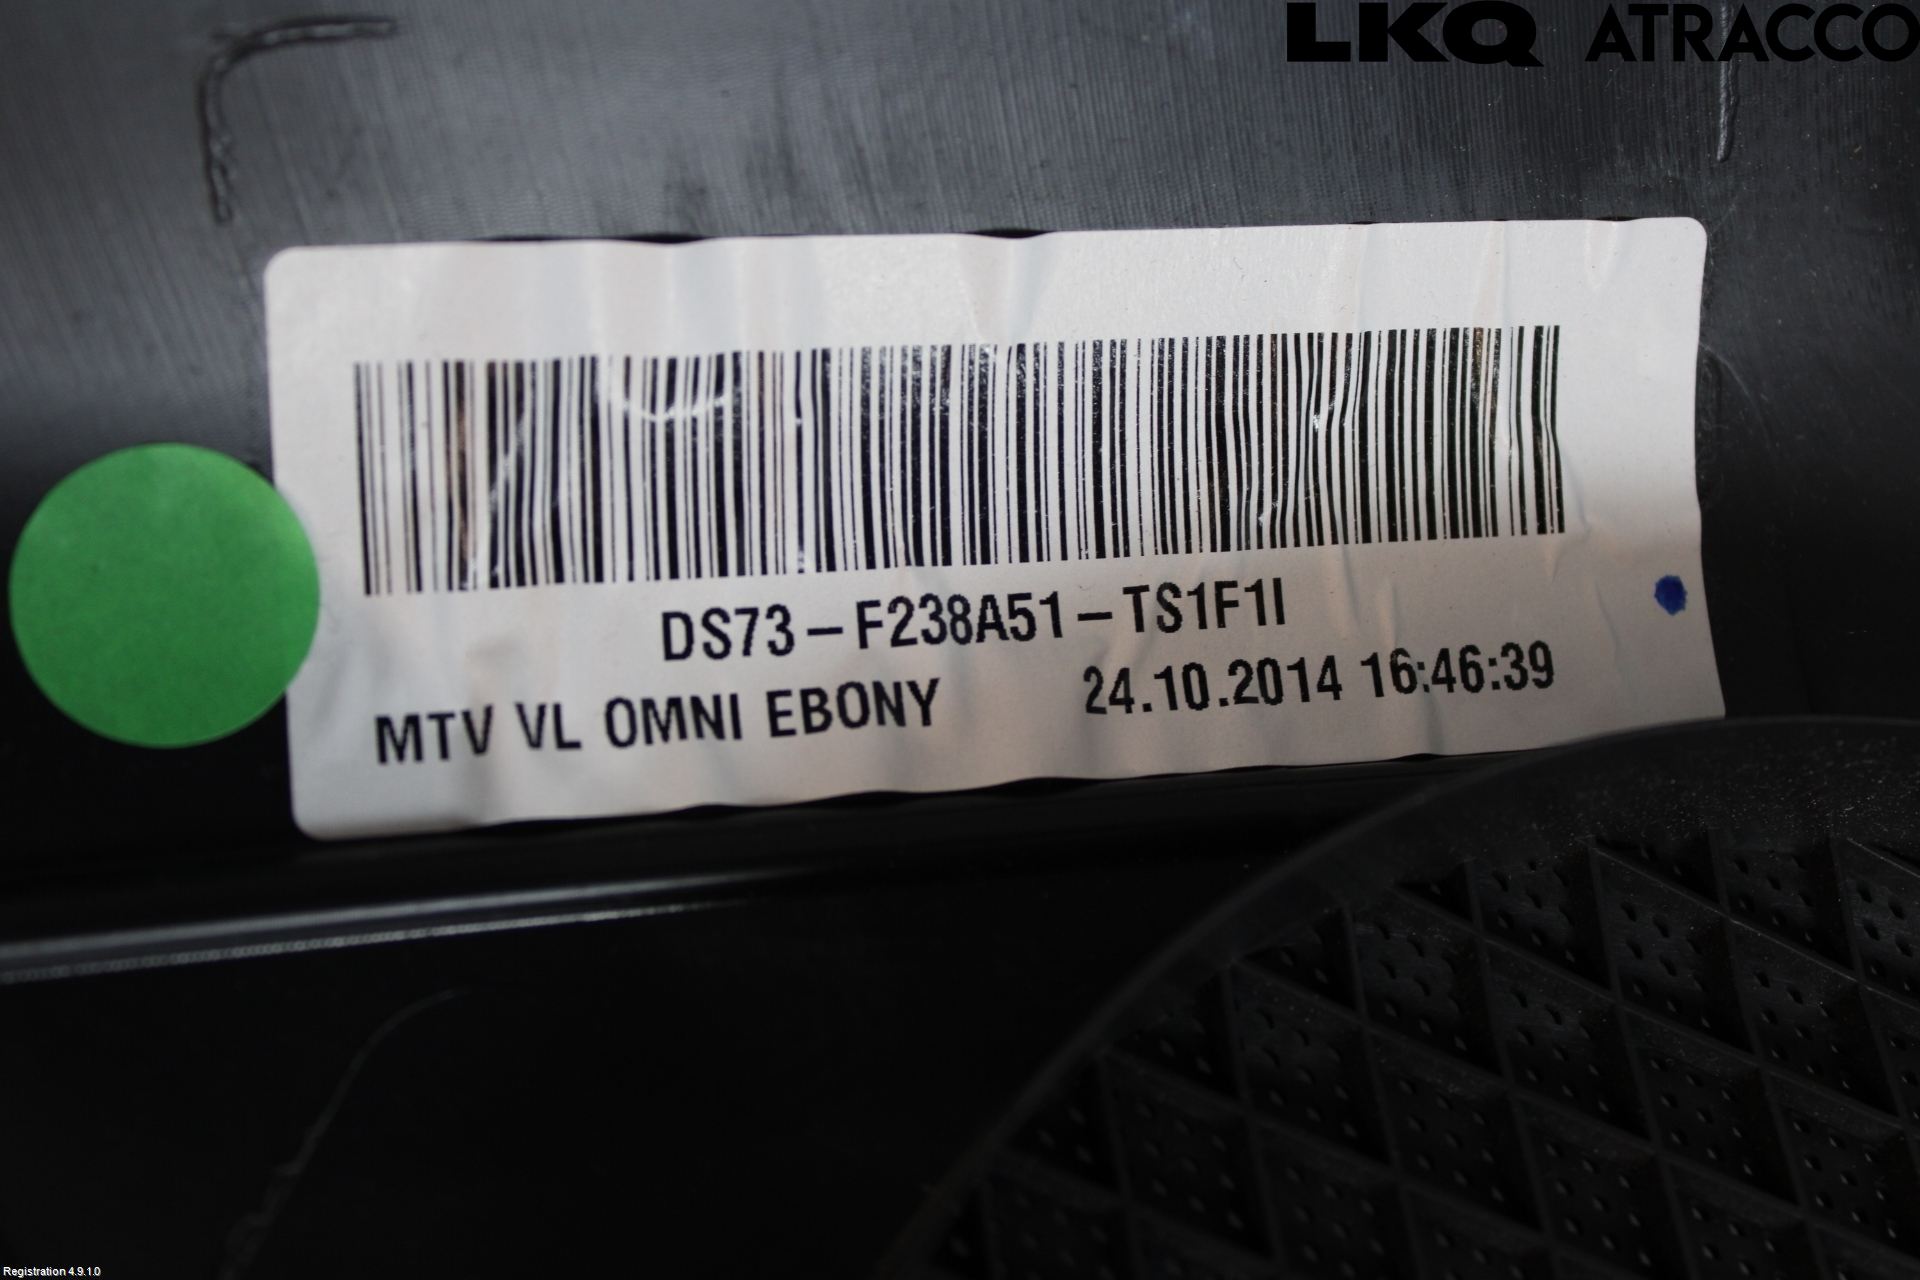 LKQ ATRACCO
DS73-F238A51-TS1F1I
MTV VL OMNI EBONY 24.10.2014 16:46:39
Registration 4.9.1.0